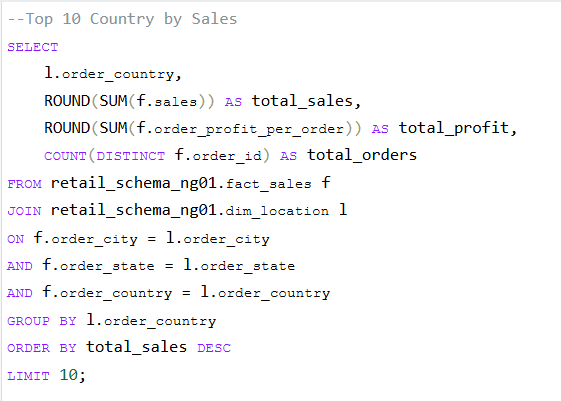 --Top 10 Country by Sales
SELECT
l.order_country,
ROUND(SUM(f.sales)) AS total_sales,
ROUND(SUM(f.order_profit_per_order)) AS total_profit,
COUNT(DISTINCT f.order_id) AS total_orders
FROM retail_schema_ng01.fact_sales f
JOIN retail_schema_ng01.dim_location l
ON f.order_city = l.order_city
AND f.order_state = l.order_state
AND f.order_country = l.order_country
GROUP BY l.order_country
ORDER BY total_sales DESC
LIMIT 10;